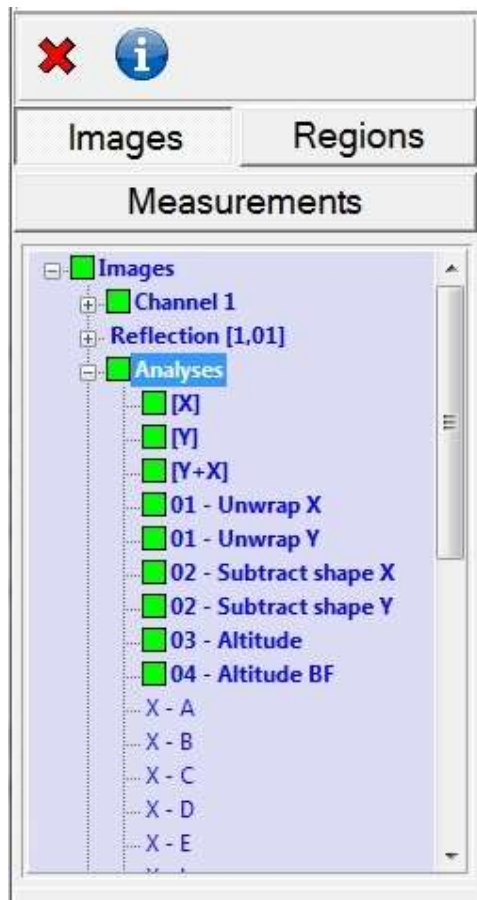 Images Regions
Measurements
Images
Channel 1
Reflection [1,01]
Analyses
[X]
[Y]
[Y+X]
01 - Unwrap X
01 - Unwrap Y
02 - Subtract shape X
02 - Subtract shape Y
03 - Altitude
04 - Altitude BF
X - A
X - B
X - C
X - D
X - E